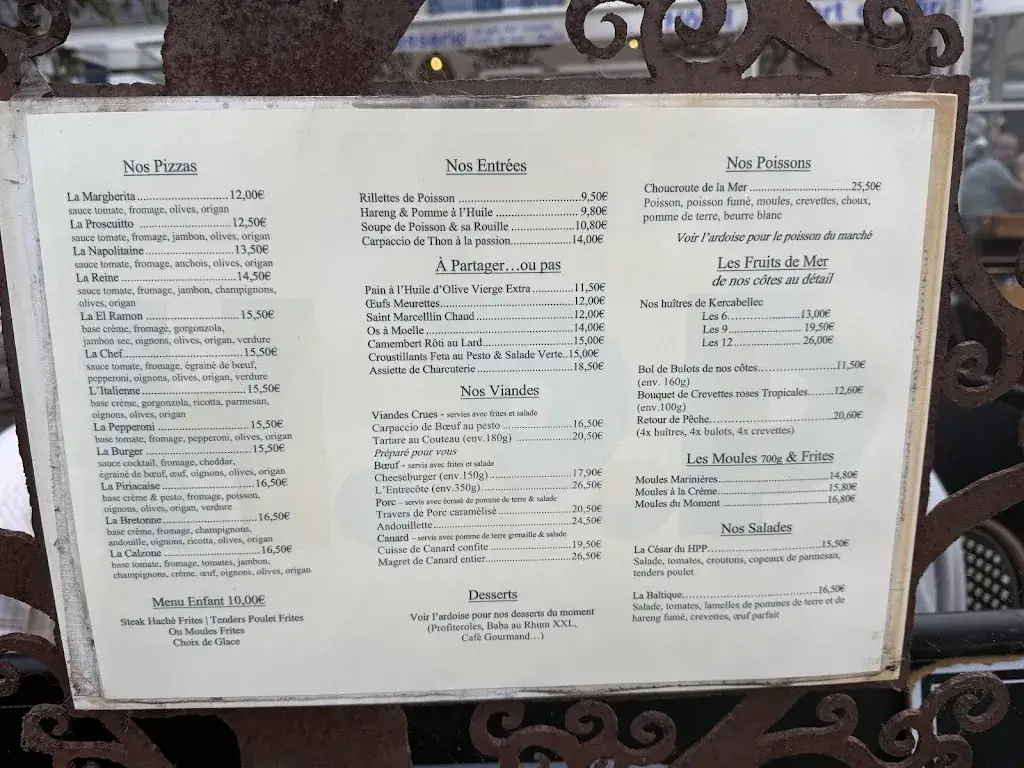 Nos Pizzas
La Margherita..............................12,00€
sauce tomate, fromage, olives, origan
La Proscuitto ..............................12,50€
sauce tomate, fromage, jambon, olives, origan
La Napolitaine..............................13,50€
sauce tomate, fromage, anchois, olives, origan
La Reine ..............................14,50€
sauce tomate, fromage, jambon, champignons,
olives, origan
La El Ramon ..............................15,50€
base crème, fromage, gorgonzola,
jambon sec, oignons, olives, origan, verdure
La Chef..............................15,50€
sauce tomate, fromage, égrainé de bœuf,
pepperoni, oignons, olives, origan, verdure
L'Italienne ..............................15,50€
base crème, gorgonzola, ricotta, parmesan,
oignons, olives, origan
La Pepperoni ..............................15,50€
base tomate, fromage, pepperoni, olives, origan
La Burger ..............................15,50€
sauce cocktail, fromage, cheddar,
égrainé de bœuf, œuf, oignons, olives, origan
La Piriacaise ..............................16,50€
base crème & pesto, fromage, poisson,
oignons, olives, origan, verdure
La Bretonne..............................16,50€
base crème, fromage, champignons,
andouille, oignons, ricotta, olives, origan
La Calzone ..............................16,50€
base tomate, fromage, tomates, jambon,
champignons, crème, œuf, oignons, olives, origan
Menu Enfant 10,00€
Steak Haché Frites | Tenders Poulet Frites
Ou Moules Frites
Choix de Glace
Nos Entrées
Rillettes de Poisson ..............................9,50€
Hareng & Pomme à l'Huile ..............................9,80€
Soupe de Poisson & sa Rouille ..............................10,80€
Carpaccio de Thon à la passion..............................14,00€
À Partager…ou pas
Pain à l'Huile d'Olive Vierge Extra ..............................11,50€
Œufs Meurettes..............................12,00€
Saint Marcelllin Chaud ..............................12,00€
Os à Moelle ..............................14,00€
Camembert Rôti au Lard..............................15,00€
Croustillants Feta au Pesto & Salade Verte..15,00€
Assiette de Charcuterie ..............................18,50€
Nos Viandes
Viandes Crues - servies avec frites et salade
Carpaccio de Bœuf au pesto ..............................16,50€
Tartare au Couteau (env.180g) ..............................20,50€
Préparé pour vous
Bœuf - servis avec frites et salade
Cheeseburger (env.150g)..............................17,90€
L'Entrecôte (env.350g)..............................26,50€
Porc - servis avec écrasé de pomme de terre & salade
Travers de Porc caramélisé ..............................20,50€
Andouillette..............................24,50€
Canard - servis avec pomme de terre grenaille & salade
Cuisse de Canard confite ..............................19,50€
Magret de Canard entier..............................26,50€
Desserts
Voir l'ardoise pour nos desserts du moment
(Profiteroles, Baba au Rhum XXL,
Café Gourmand…)
Nos Poissons
Choucroute de la Mer ..............................25,50€
Poisson, poisson fumé, moules, crevettes, choux,
pomme de terre, beurre blanc
Voir l'ardoise pour le poisson du marché
Les Fruits de Mer
de nos côtes au détail
Nos huîtres de Kercabellec
Les 6..............................13,00€
Les 9..............................19,50€
Les 12..............................26,00€
Bol de Bulots de nos côtes..............................11,50€
(env. 160g)
Bouquet de Crevettes roses Tropicales..............................12,60€
(env.100g)
Retour de Pêche..............................20,60€
(4x huîtres, 4x bulots, 4x crevettes)
Les Moules 700g & Frites
Moules Marinières..............................14,80€
Moules à la Crème..............................15,80€
Moules du Moment ..............................16,80€
Nos Salades
La César du HPP..............................15,50€
Salade, tomates, croutons, copeaux de parmesan,
tenders poulet
La Baltique..............................16,50€
Salade, tomates, lamelles de pommes de terre et de
hareng fumé, crevettes, œuf parfait